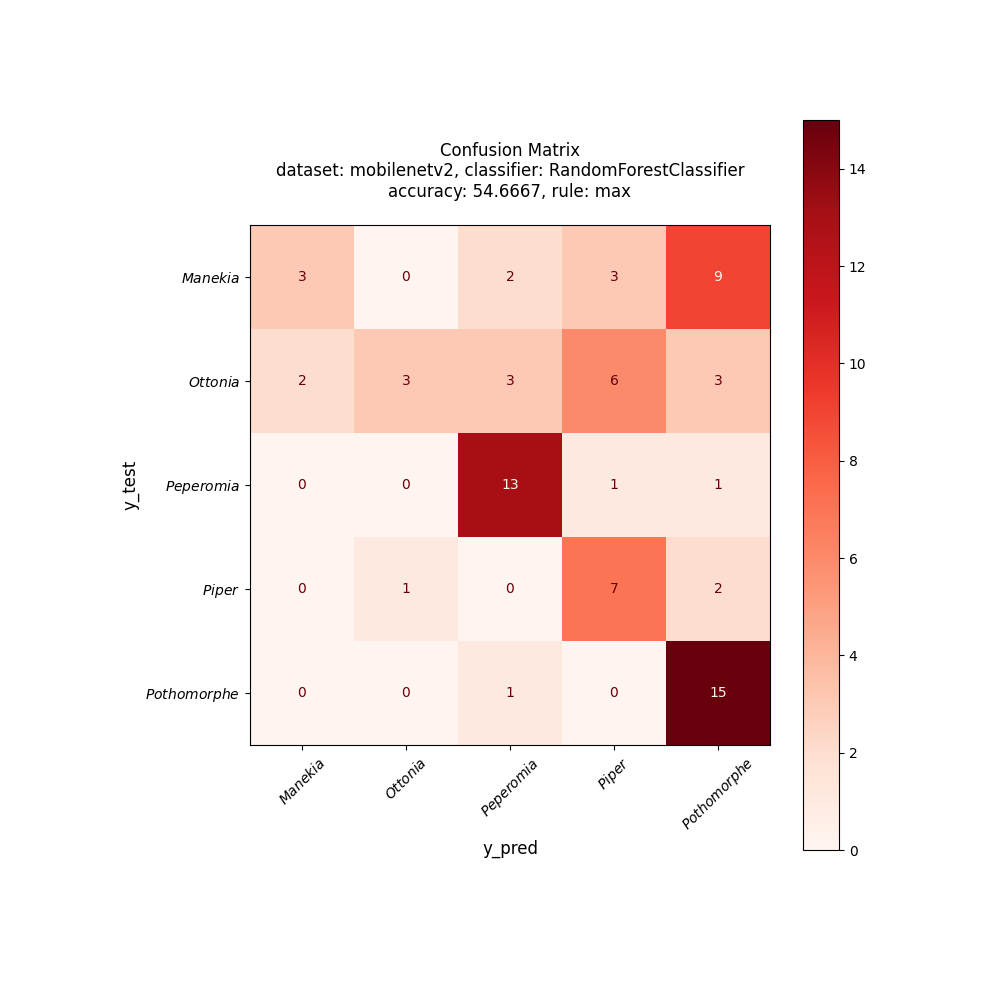 Confusion Matrix
dataset: mobilenetv2, classifier: RandomForestClassifier
accuracy: 54.6667, rule: max
Manekia 3 0 2 3 9
Ottonia 2 3 3 6 3
Peperomia 0 0 13 1 1
Piper 0 1 0 7 2
Pothomorphe 0 0 1 0 15
Manekia Ottonia Peperomia Piper Pothomorphe
y_pred
y_test
14
12
10
8
6
4
2
0